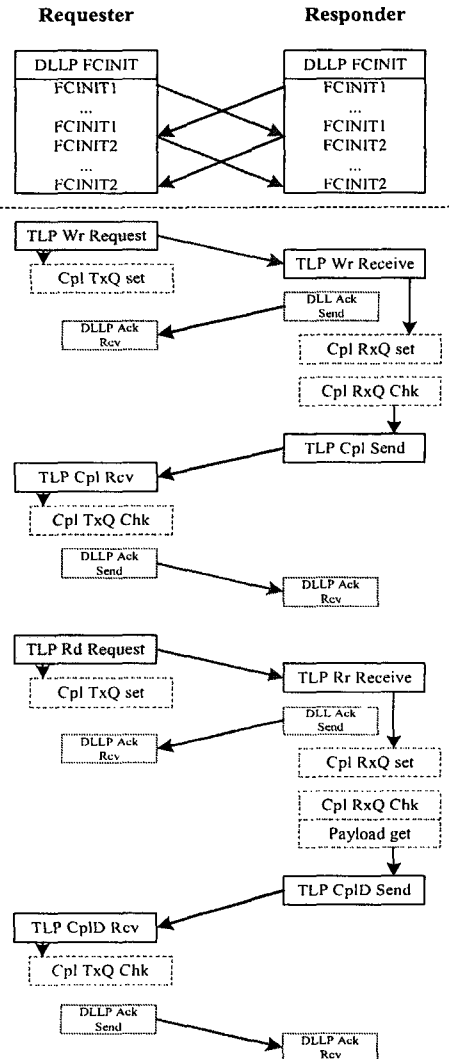 Requester Responder
DLLP FCINIT DLLP FCINIT
FCINIT1 FCINIT1
... ...
FCINIT1 FCINIT1
FCINIT2 FCINIT2
... ...
FCINIT2 FCINIT2
TLP Wr Request
TLP Wr Receive
Cpl TxQ set
DLL Ack
Send
DLLP Ack
Rcv
Cpl RxQ set
Cpl RxQ Chk
TLP Cpl Send
TLP Cpl Rcv
Cpl TxQ Chk
DLLP Ack
Send
DLLP Ack
Rcv
TLP Rd Request
TLP Rr Receive
Cpl TxQ set
DLL Ack
Send
DLLP Ack
Rcv
Cpl RxQ set
Cpl RxQ Chk
Payload get
TLP CplD Send
TLP CplD Rcv
Cpl TxQ Chk
DLLP Ack
Send
DLLP Ack
Rcv